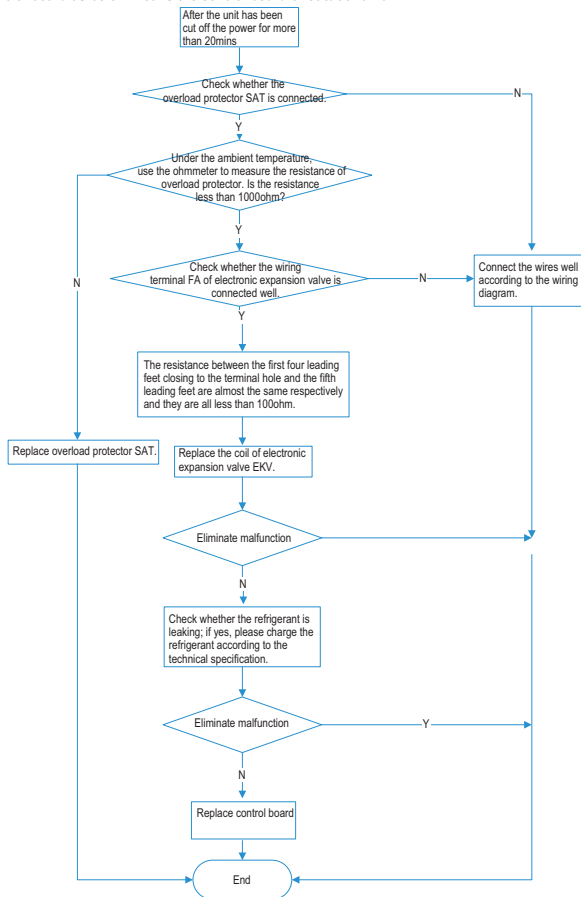 After the unit has been
cut off the power for more
than 20mins
Check whether the
overload protector SAT is connected.
N
Y
Under the ambient temperature,
use the ohmmeter to measure the resistance of
overload protector. Is the resistance
less than 1000ohm?
Y
N
Check whether the wiring
terminal FA of electronic expansion valve is
connected well.
N
Connect the wires well
according to the wiring
diagram.
Y
The resistance between the first four leading
feet closing to the terminal hole and the fifth
leading feet are almost the same respectively
and they are all less than 100ohm.
Replace overload protector SAT.
Replace the coil of electronic
expansion valve EKV.
Eliminate malfunction
N
Check whether the refrigerant is
leaking; if yes, please charge the
refrigerant according to the
technical specification.
Eliminate malfunction
Y
N
Replace control board
End